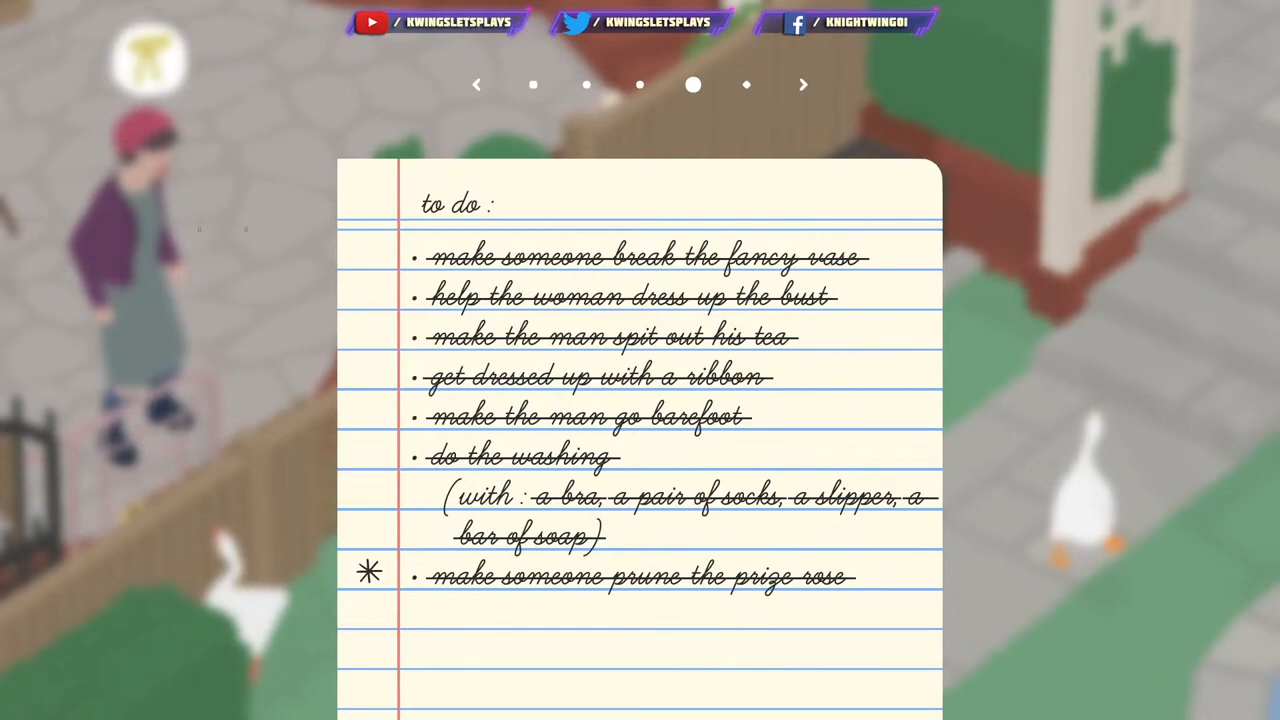 / KWINGSLETSPLAYS / KWINGSLETSPLAYS / KNIGHTWING01
to do :
• make someone break the fancy vase
• help the woman dress up the bust
• make the man spit out his tea
• get dressed up with a ribbon
• make the man go barefoot
• do the washing
(with : a bra, a pair of socks, a slipper, a
bar of soap)
• make someone prune the prize rose